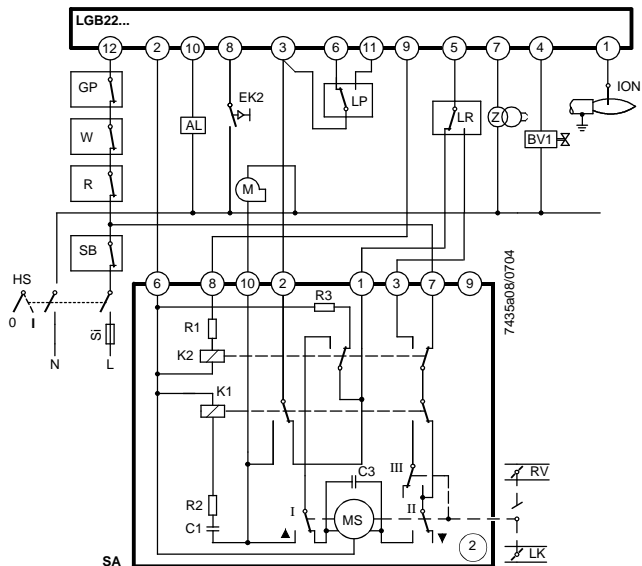 LGB22...
12 2 10 8 3 6 11 9 5 7 4 1
GP
EK2
LP
ION
W
AL
LR
Z
BV1
R
M
SB
HS
0 I
Si
N L
6 8 10 2 1 3 7 9
7435a08/0704
R3
R1
K2
K1
III
C3
RV
R2
I
MS
II
C1
2
LK
SA